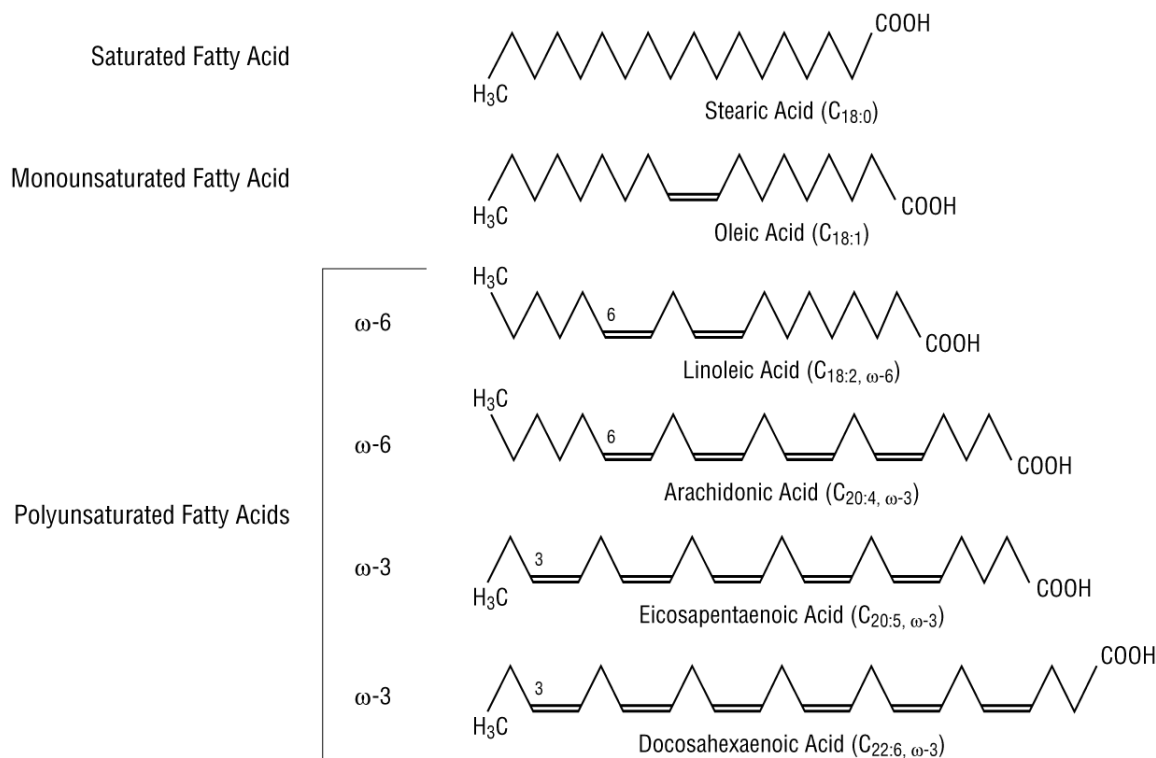 COOH
Saturated Fatty Acid
H₃C
Stearic Acid (C₁₈:₀)
Monounsaturated Fatty Acid
H₃C
COOH
Oleic Acid (C₁₈:₁)
H₃C
ω-6
6
COOH
Linoleic Acid (C₁₈:₂, ω-6)
H₃C
ω-6
6
COOH
Arachidonic Acid (C₂₀:₄, ω-3)
Polyunsaturated Fatty Acids
ω-3
3
H₃C
COOH
Eicosapentaenoic Acid (C₂₀:₅, ω-3)
COOH
ω-3
3
H₃C
Docosahexaenoic Acid (C₂₂:₆, ω-3)